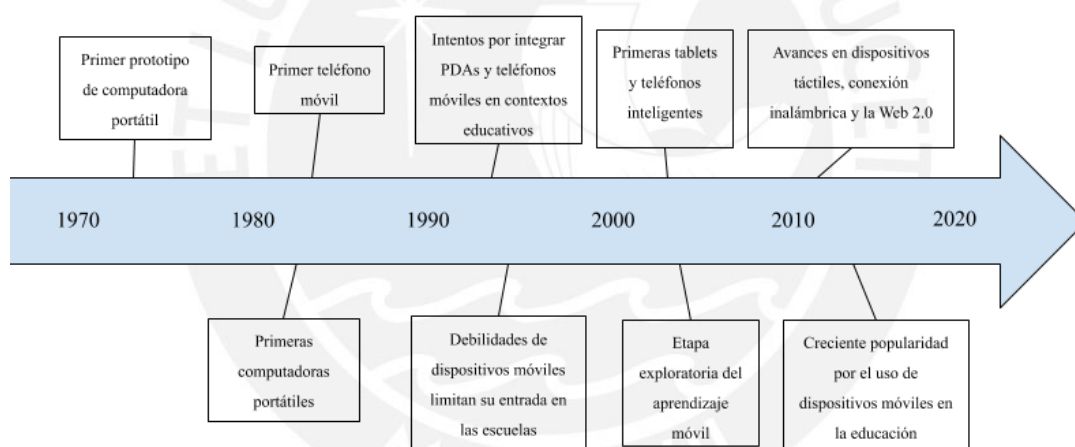 Primer prototipo
de computadora
portátil
Primer teléfono
móvil
Intentos por integrar
PDAs y teléfonos
móviles en contextos
educativos
Primeras tablets
y teléfonos
inteligentes
Avances en dispositivos
táctiles, conexión
inalámbrica y la Web 2.0
1970 1980 1990 2000 2010 2020
Primeras
computadoras
portátiles
Debilidades de
dispositivos móviles
limitan su entrada en
las escuelas
Etapa
exploratoria del
aprendizaje
móvil
Creciente popularidad
por el uso de
dispositivos móviles en
la educación